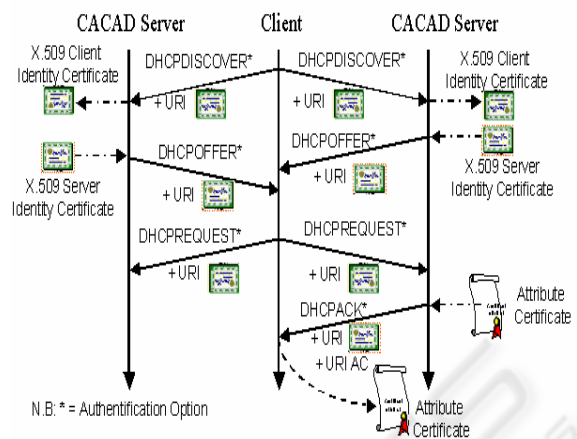 CACAD Server
Client
CACAD Server
X.509 Client
Identity Certificate
DHCPDISCOVER*
+ URI
DHCPDISCOVER*
+ URI
X.509 Client
Identity Certificate
X.509 Server
Identity Certificate
DHCPOFFER*
+ URI
DHCPOFFER*
+ URI
X.509 Server
Identity Certificate
DHCPREQUEST*
+ URI
DHCPREQUEST*
+ URI
DHCPACK*
+ URI
+ URI AC
Attribute
Certificate
Attribute
Certificate
N.B: * = Authentification Option